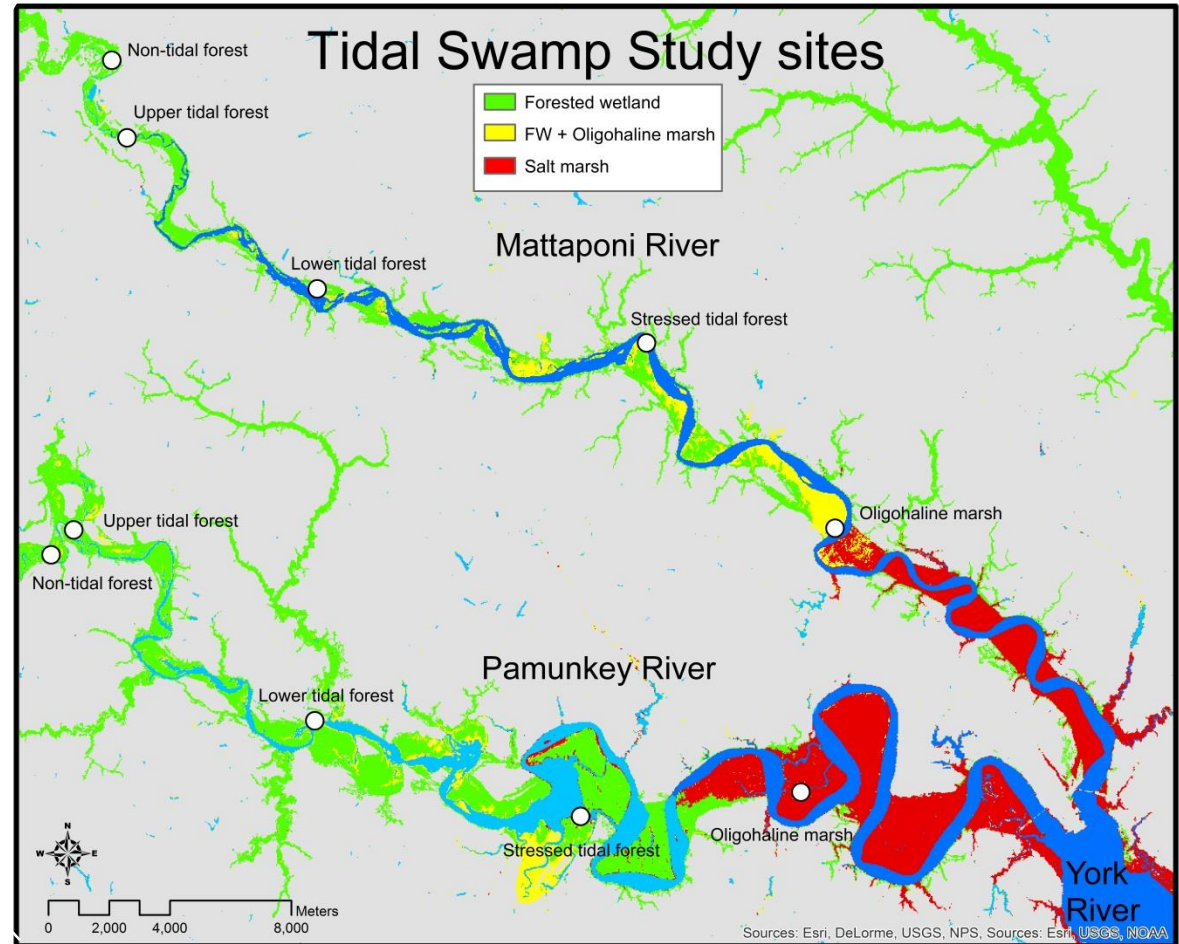 Tidal Swamp Study sites
Non-tidal forest
Upper tidal forest
Forested wetland
FW + Oligohaline marsh
Salt marsh
Mattaponi River
Lower tidal forest
Stressed tidal forest
Oligohaline marsh
Upper tidal forest
Non-tidal forest
Pamunkey River
Lower tidal forest
Oligohaline marsh
Stressed tidal forest
York
River
N
W E
S
Meters
0 2,000 4,000 8,000
Sources: Esri, DeLorme, USGS, NPS, Sources: Esri, USGS, NOAA